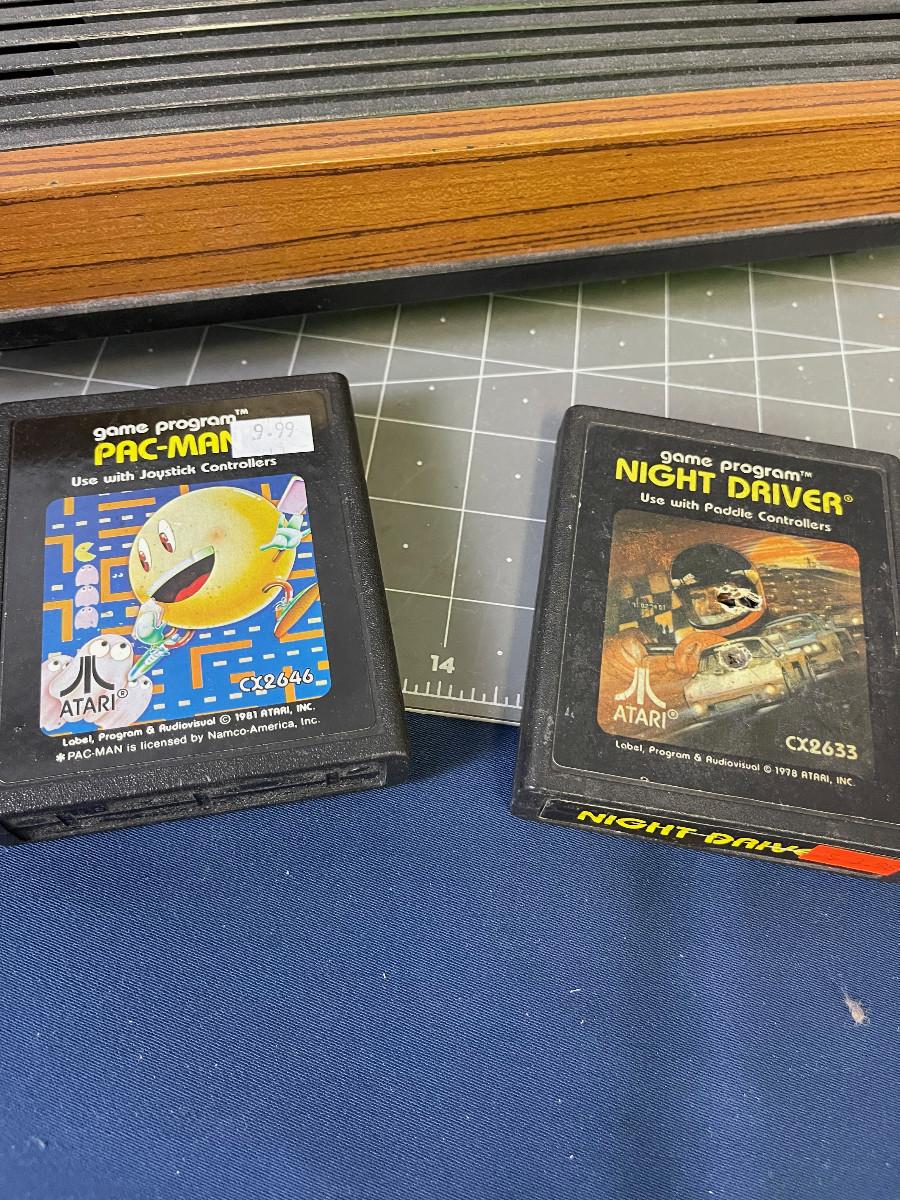 game program™
PAC-MAN
9.99
Use with Joystick Controllers
ATARI®
CX2646
Label, Program & Audiovisual © 1981 ATARI, INC.
*PAC-MAN is licensed by Namco-America, Inc.
14
game program™
NIGHT DRIVER®
Use with Paddle Controllers
ATARI®
CX2633
Label, Program & Audiovisual © 1978 ATARI, INC.
NIGHT DRIVE